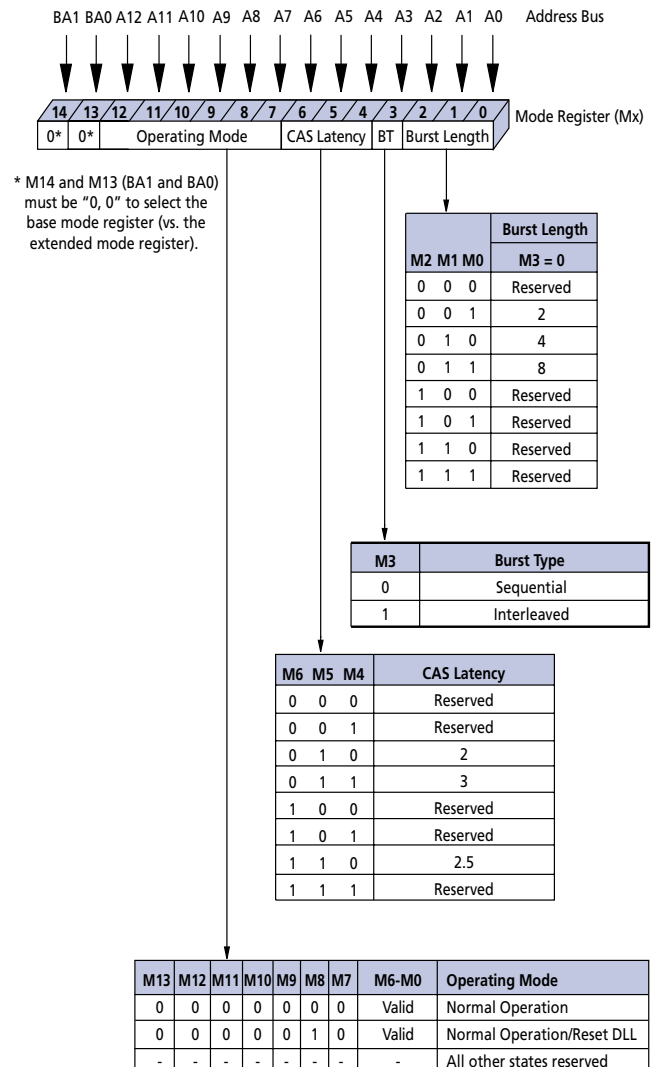 BA1 BA0 A12 A11 A10 A9 A8 A7 A6 A5 A4 A3 A2 A1 A0 Address Bus
14 13 12 11 10 9 8 7 6 5 4 3 2 1 0 Mode Register (Mx)
0* 0* Operating Mode CAS Latency BT Burst Length
* M14 and M13 (BA1 and BA0)
must be “0, 0” to select the
base mode register (vs. the
extended mode register).
Burst Length
M2 M1 M0 M3 = 0
0 0 0 Reserved
0 0 1 2
0 1 0 4
0 1 1 8
1 0 0 Reserved
1 0 1 Reserved
1 1 0 Reserved
1 1 1 Reserved
M3 Burst Type
0 Sequential
1 Interleaved
M6 M5 M4 CAS Latency
0 0 0 Reserved
0 0 1 Reserved
0 1 0 2
0 1 1 3
1 0 0 Reserved
1 0 1 Reserved
1 1 0 2.5
1 1 1 Reserved
M13 M12 M11 M10 M9 M8 M7 M6-M0 Operating Mode
0 0 0 0 0 0 0 Valid Normal Operation
0 0 0 0 0 1 0 Valid Normal Operation/Reset DLL
- - - - - - - - All other states reserved